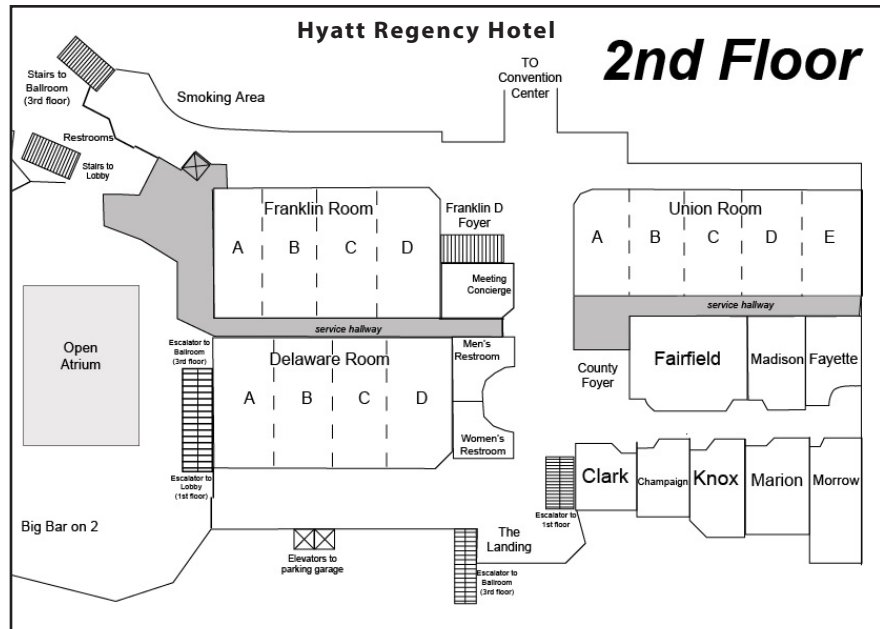 Hyatt Regency Hotel
2nd Floor
TO
Convention
Center
Stairs to
Ballroom
(3rd floor)
Smoking Area
Restrooms
Stairs to
Lobby
Franklin Room
A B C D
Franklin D
Foyer
Meeting
Concierge
Union Room
A B C D E
service hallway
service hallway
Open
Atrium
Escalator to
Ballroom
(3rd floor)
Delaware Room
A B C D
Men's
Restroom
Women's
Restroom
County
Foyer
Fairfield
Madison
Fayette
Clark
Champaign
Knox
Marion
Morrow
Escalator to
Lobby
(1st floor)
Escalator to
1st floor
Big Bar on 2
Elevators to
parking garage
The
Landing
Escalator to
Ballroom
(3rd floor)